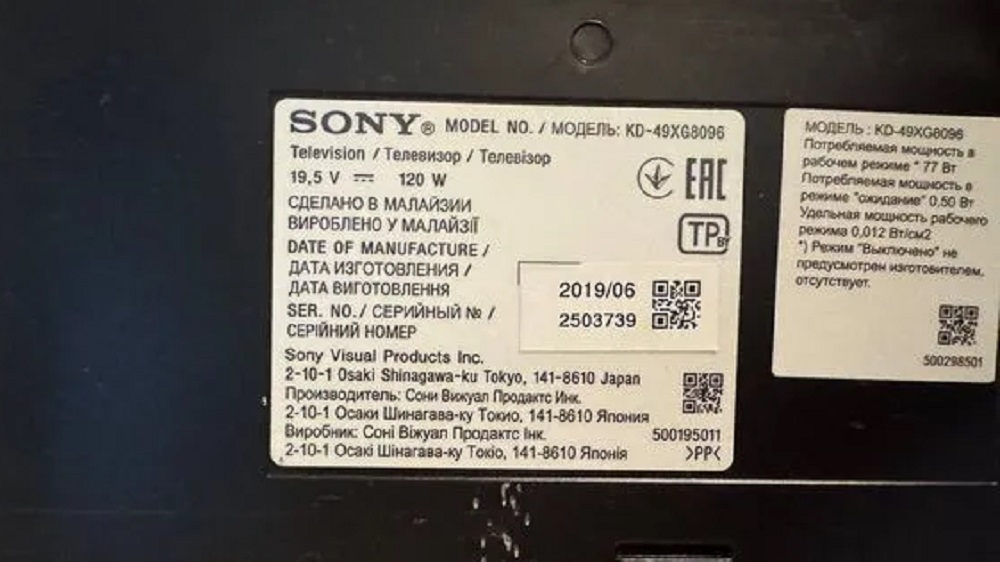 SONY® MODEL NO. / МОДЕЛЬ: KD-49XG8096
Television / Телевизор / Телевізор
19,5 V ⎓ 120 W
СДЕЛАНО В МАЛАЙЗИИ
ВИРОБЛЕНО У МАЛАЙЗІЇ
DATE OF MANUFACTURE /
ДАТА ИЗГОТОВЛЕНИЯ /
ДАТА ВИГОТОВЛЕННЯ
SER. NO. / СЕРИЙНЫЙ № /
СЕРІЙНИЙ НОМЕР
EAC
TP BY
2019/06
2503739
Sony Visual Products Inc.
2-10-1 Osaki Shinagawa-ku Tokyo, 141-8610 Japan
Производитель: Сони Вижуал Продактс Инк.
2-10-1 Осаки Шинагава-ку Токио, 141-8610 Япония
Виробник: Соні Віжуал Продактс Інк.
2-10-1 Осакі Шінагава-ку Токіо, 141-8610 Японія
500195011
>PP<
МОДЕЛЬ : KD-49XG8096
Потребляемая мощность в
рабочем режиме * 77 Вт
Потребляемая мощность в
режиме "ожидание" 0,50 Вт
Удельная мощность рабочего
режима 0,012 Вт/см2
*) Режим "Выключено" не
предусмотрен изготовителем,
отсутствует.
500298501